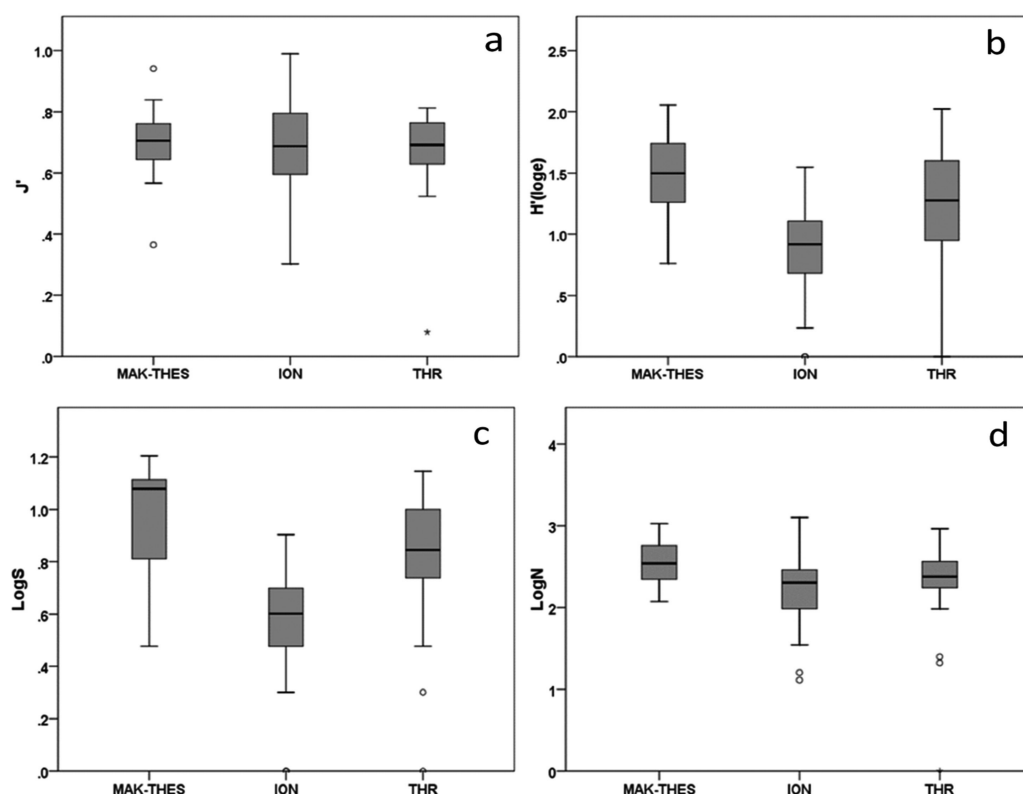 a
1.0
.8
.6
.4
.2
.0
J'
MAK-THES ION THR
b
2.5
2.0
1.5
1.0
0.5
.0
H'(loge)
MAK-THES ION THR
c
1.2
1.0
.8
.6
.4
.2
.0
LogS
MAK-THES ION THR
d
4
3
2
1
0
LogN
MAK-THES ION THR